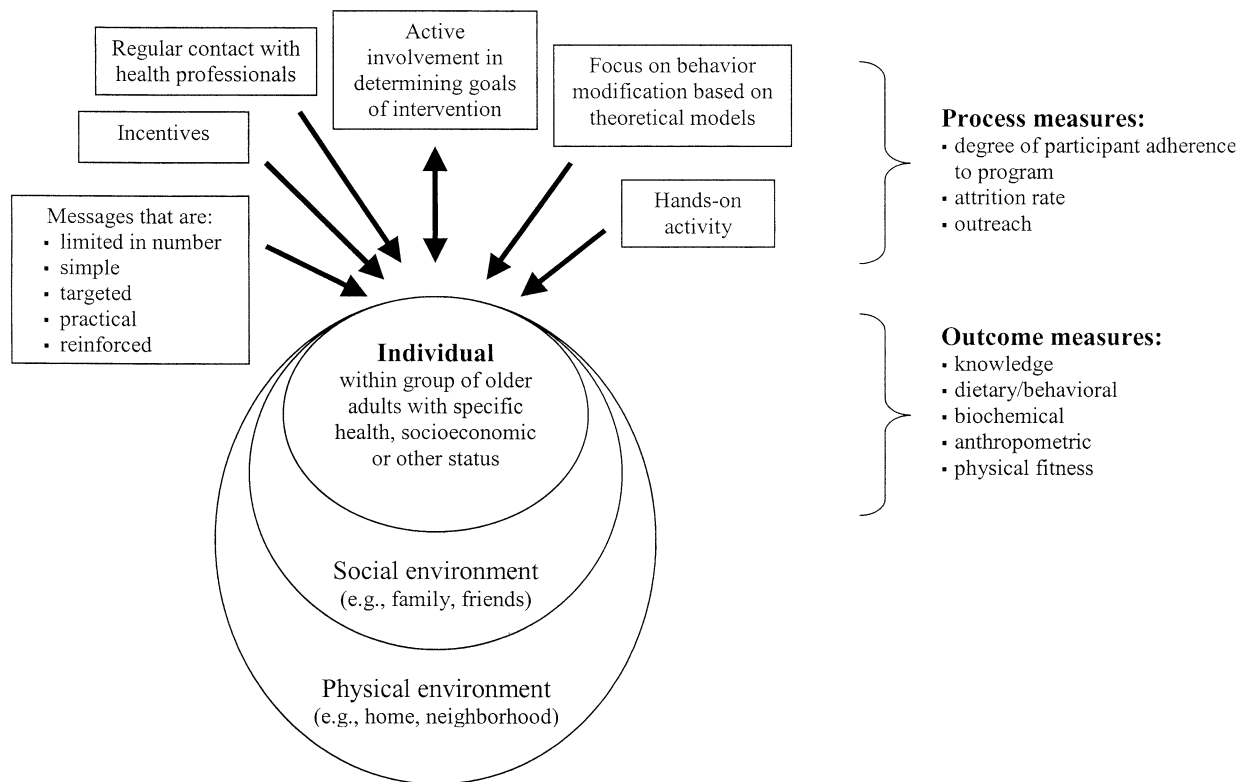 Regular contact with
health professionals
Active
involvement in
determining goals
of intervention
Focus on behavior
modification based on
theoretical models
Incentives
Messages that are:
▪ limited in number
▪ simple
▪ targeted
▪ practical
▪ reinforced
Hands-on
activity
Individual
within group of older
adults with specific
health, socioeconomic
or other status
Social environment
(e.g., family, friends)
Physical environment
(e.g., home, neighborhood)
Process measures:
▪ degree of participant adherence
to program
▪ attrition rate
▪ outreach
Outcome measures:
▪ knowledge
▪ dietary/behavioral
▪ biochemical
▪ anthropometric
▪ physical fitness